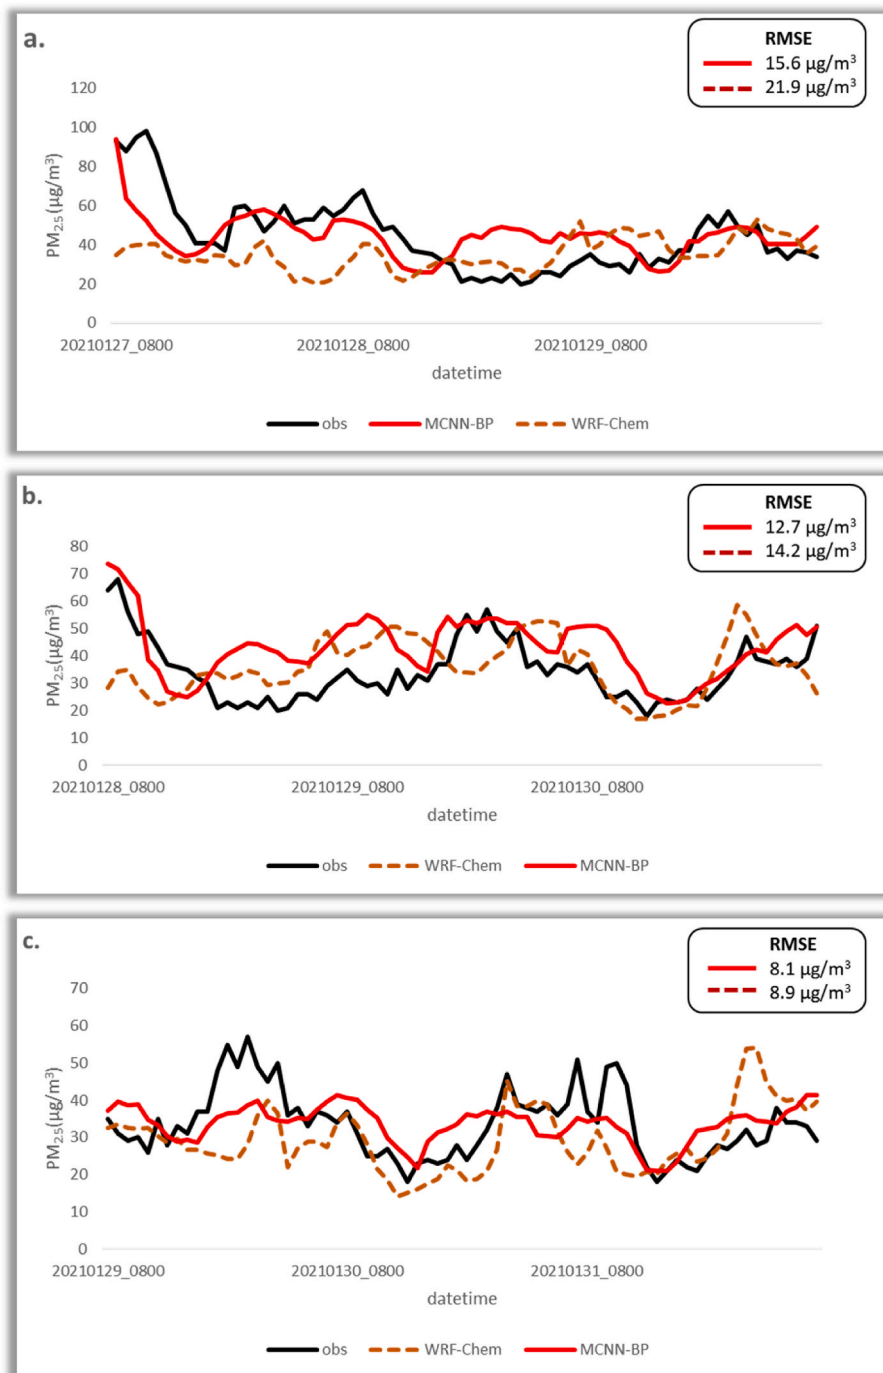 a.
RMSE
15.6 μg/m³
21.9 μg/m³
PM2.5(μg/m³)
120
100
80
60
40
20
0
20210127_0800 20210128_0800 20210129_0800
datetime
obs MCNN-BP WRF-Chem
b.
RMSE
12.7 μg/m³
14.2 μg/m³
PM2.5(μg/m³)
80
70
60
50
40
30
20
10
0
20210128_0800 20210129_0800 20210130_0800
datetime
obs WRF-Chem MCNN-BP
c.
RMSE
8.1 μg/m³
8.9 μg/m³
PM2.5(μg/m³)
70
60
50
40
30
20
10
0
20210129_0800 20210130_0800 20210131_0800
datetime
obs WRF-Chem MCNN-BP